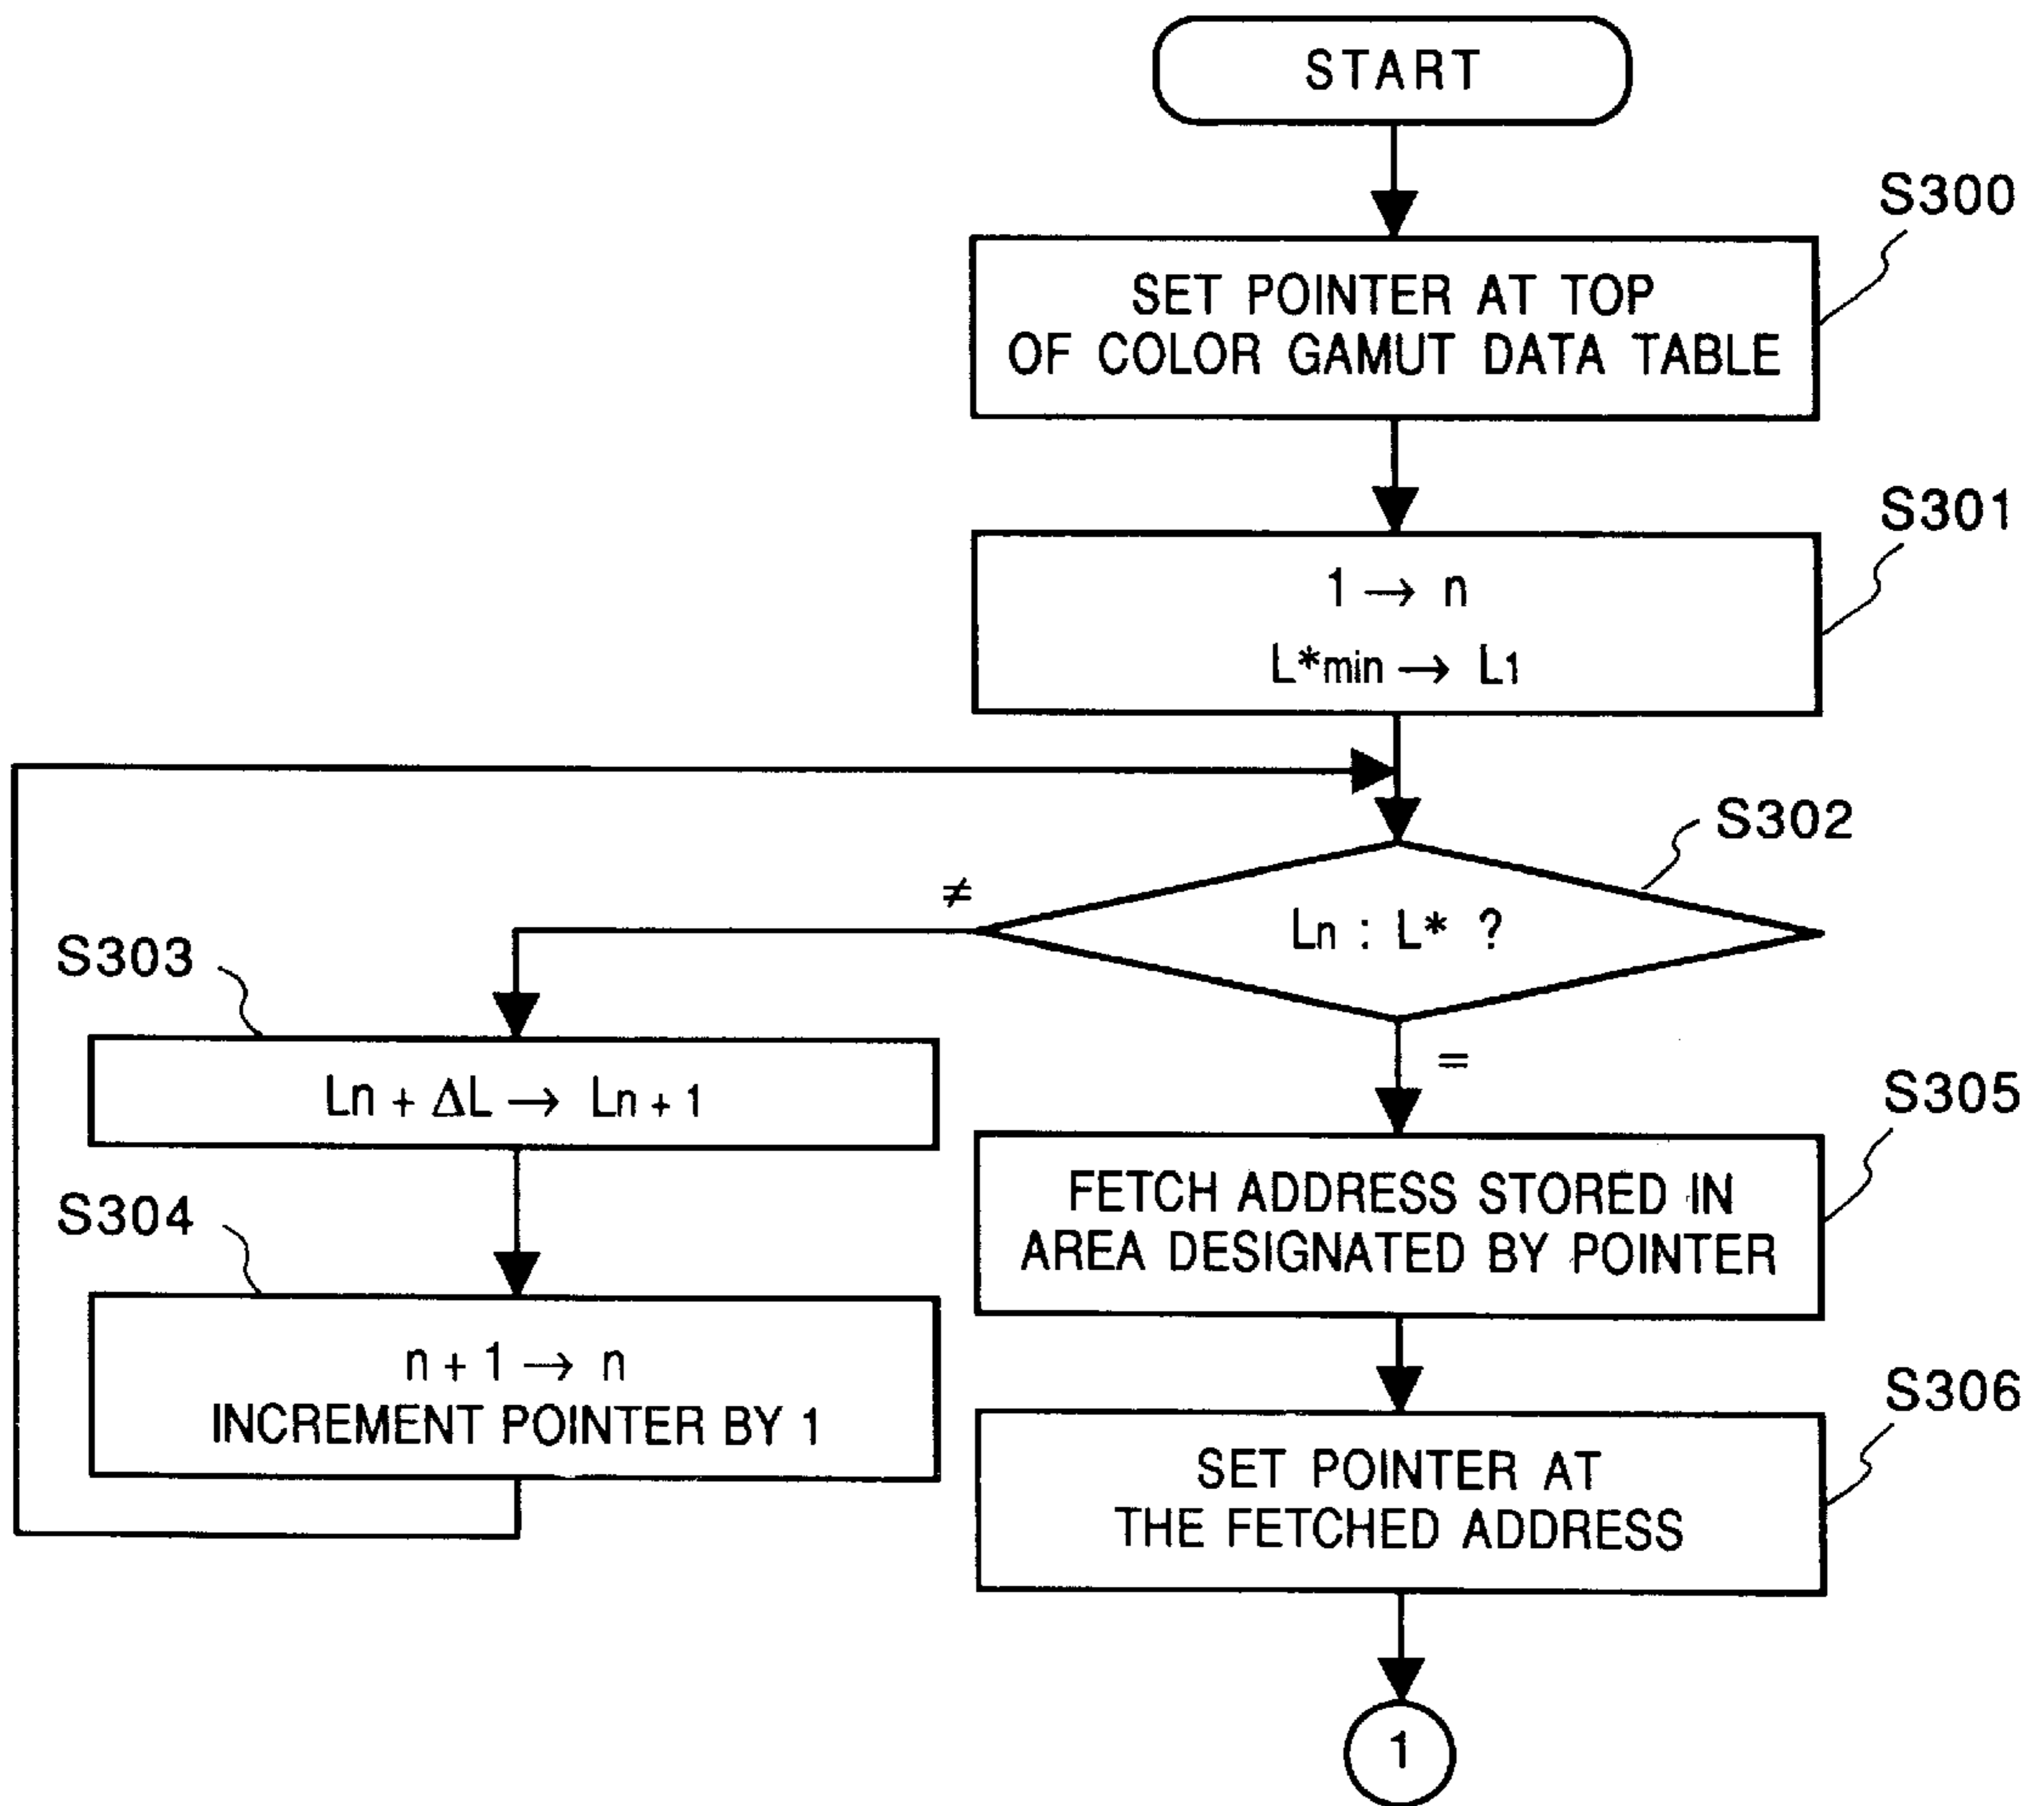 START
S300
SET POINTER AT TOP
OF COLOR GAMUT DATA TABLE
S301
1 → n
L*min → L1
S302
Ln : L* ?
≠
=
S303
Ln + ΔL → Ln + 1
S304
n + 1 → n
INCREMENT POINTER BY 1
S305
FETCH ADDRESS STORED IN
AREA DESIGNATED BY POINTER
S306
SET POINTER AT
THE FETCHED ADDRESS
1